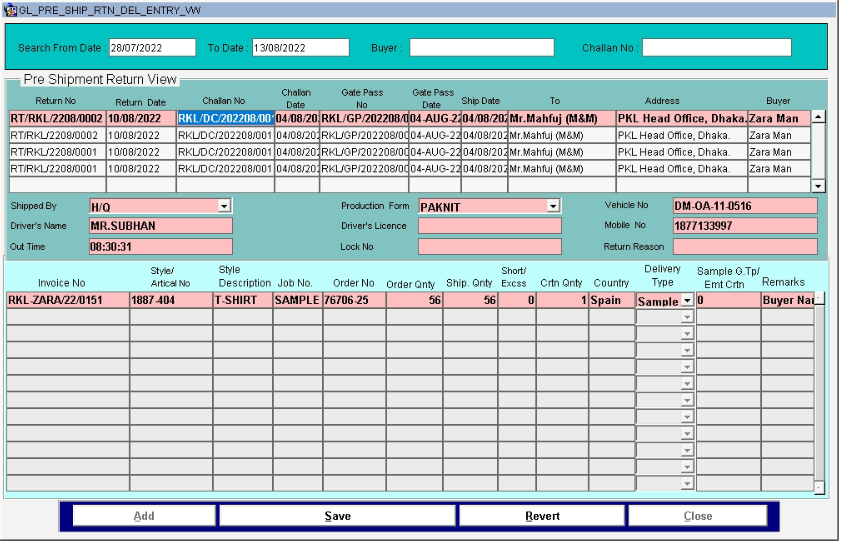 GL_PRE_SHIP_RTN_DEL_ENTRY_VW
Search From Date : 28/07/2022 To Date : 13/08/2022 Buyer : Challan No :
Pre Shipment Return View
Return No Return Date Challan No Challan Date Gate Pass No Gate Pass Date Ship Date To Address Buyer
RT/RKL/2208/0002 10/08/2022 RKL/DC/202208/00 04/08/20 RKL/GP/202208/0 04-AUG-22 04/08/202 Mr.Mahfuj (M&M) PKL Head Office, Dhaka. Zara Man
RT/RKL/2208/0002 10/08/2022 RKL/DC/202208/001 04/08/20 RKL/GP/202208/00 04-AUG-22 04/08/202 Mr.Mahfuj (M&M) PKL Head Office, Dhaka. Zara Man
RT/RKL/2208/0001 10/08/2022 RKL/DC/202208/001 04/08/20 RKL/GP/202208/00 04-AUG-22 04/08/202 Mr.Mahfuj (M&M) PKL Head Office, Dhaka. Zara Man
RT/RKL/2208/0001 10/08/2022 RKL/DC/202208/001 04/08/20 RKL/GP/202208/00 04-AUG-22 04/08/202 Mr.Mahfuj (M&M) PKL Head Office, Dhaka. Zara Man
Shipped By H/Q Production Form PAKNIT Vehicle No DM-OA-11-0516
Driver's Name MR.SUBHAN Driver's Licence Mobile No 1877133997
Out Time 08:30:31 Lock No Return Reason
Invoice No Style/ Artical No Style Description Job No. Order No Order Qnty Ship. Qnty Short/ Excss Crtn Qnty Country Delivery Type Sample G.Tp/ Emt Crtn Remarks
RKL-ZARA/22/0151 1887-404 T-SHIRT SAMPLE 76706-25 56 56 0 1 Spain Sample 0 Buyer Nar
Add Save Revert Close